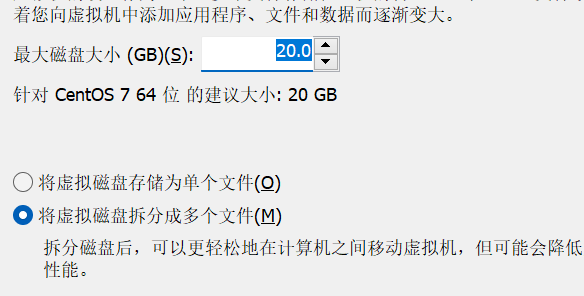 着您向虚拟机中添加应用程序、文件和数据而逐渐变大。
最大磁盘大小 (GB)(S): 20.0
针对 CentOS 7 64 位 的建议大小: 20 GB
将虚拟磁盘存储为单个文件(O)
将虚拟磁盘拆分成多个文件(M)
拆分磁盘后，可以更轻松地在计算机之间移动虚拟机，但可能会降低
性能。